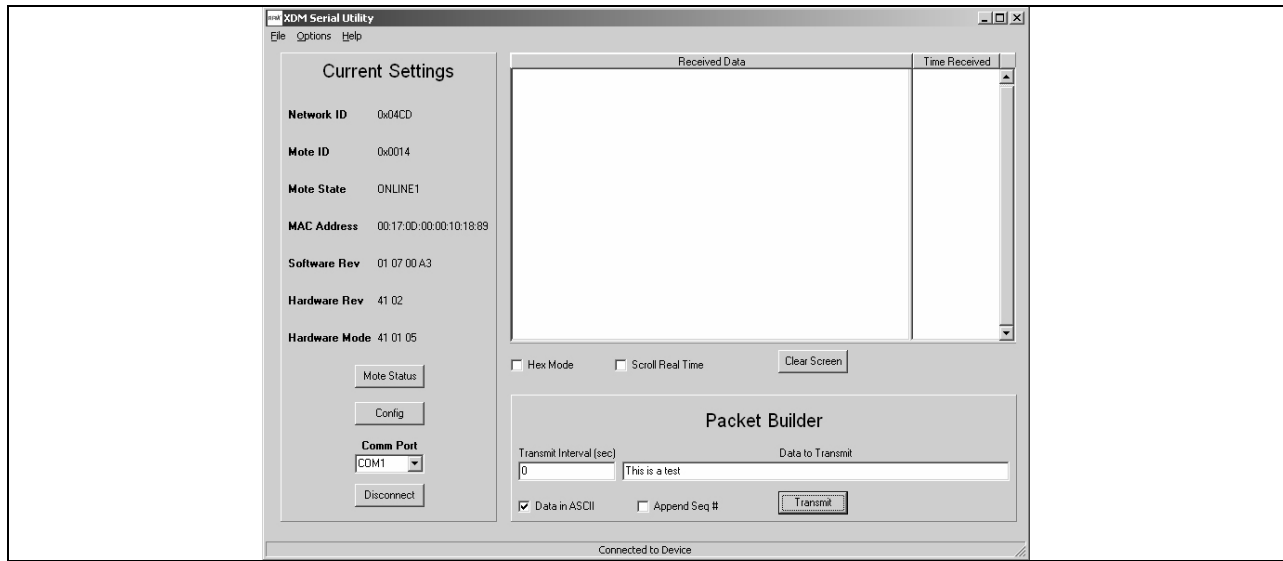 XDM Serial Utility
File Options Help
Current Settings
Network ID 0x04CD
Mote ID 0x0014
Mote State ONLINE1
MAC Address 00:17:0D:00:00:10:18:89
Software Rev 01 07 00 A3
Hardware Rev 41 02
Hardware Mode 41 01 05
Mote Status
Config
Comm Port
COM1
Disconnect
Received Data Time Received
Hex Mode Scroll Real Time Clear Screen
Packet Builder
Transmit Interval (sec) Data to Transmit
0 This is a test
Data in ASCII Append Seq # Transmit
Connected to Device